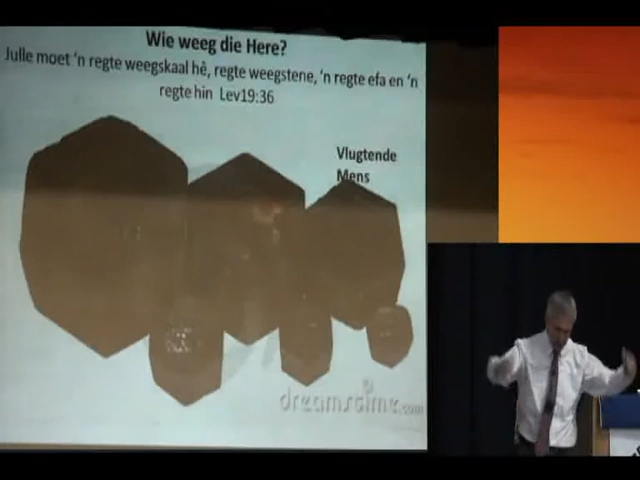 Wie weeg die Here?
Julle moet 'n regte weegskaal hê, regte weegstene, 'n regte efa en 'n
regte hin Lev19:36
Vlugtende
Mens
dreamstime.com